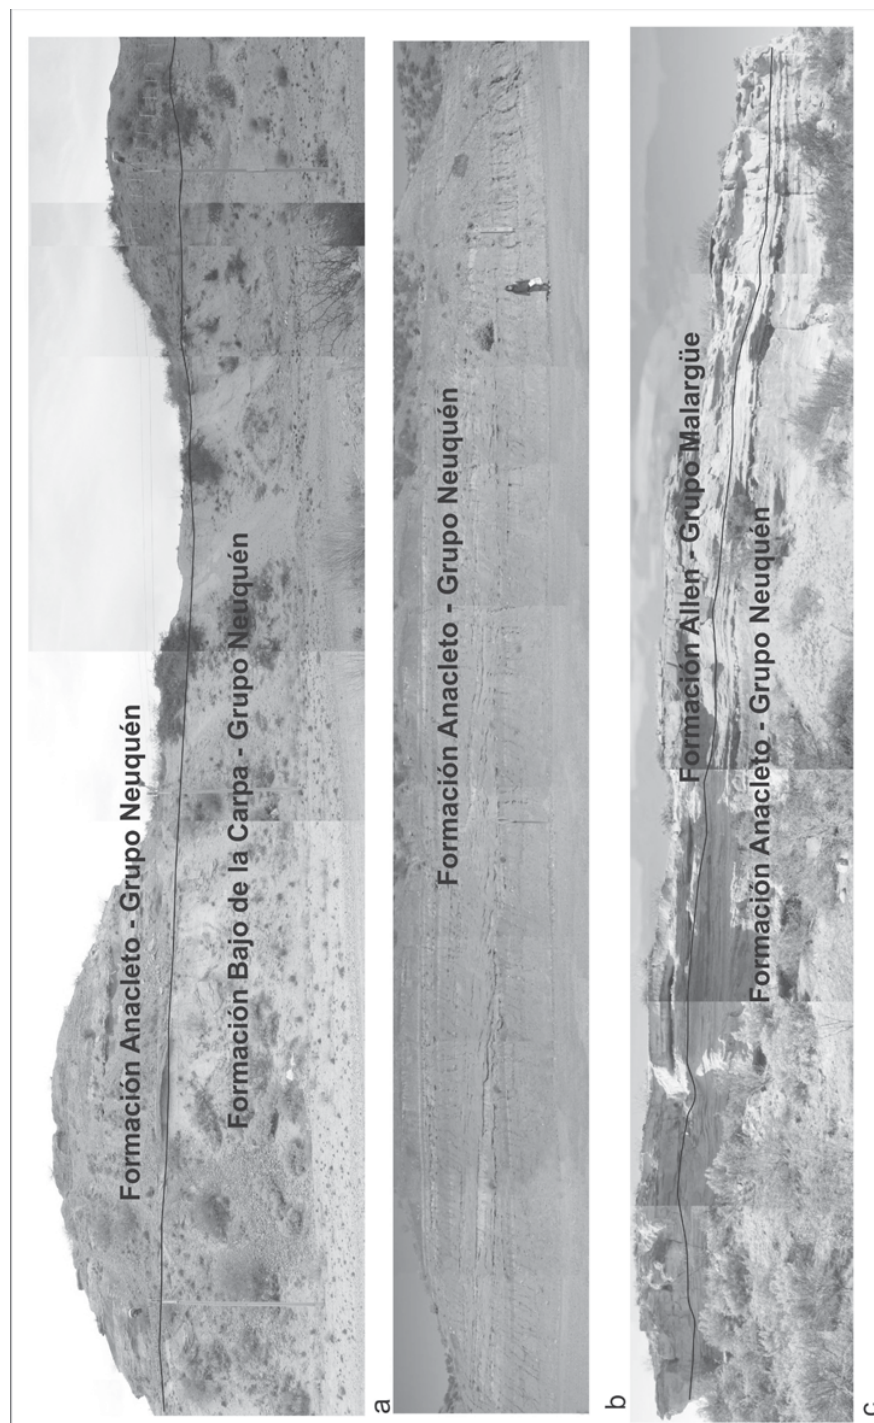 Formación Anacleto - Grupo Neuquén
Formación Bajo de la Carpa - Grupo Neuquén
a
Formación Anacleto - Grupo Neuquén
b
Formación Allen - Grupo Malargüe
Formación Anacleto - Grupo Neuquén
c